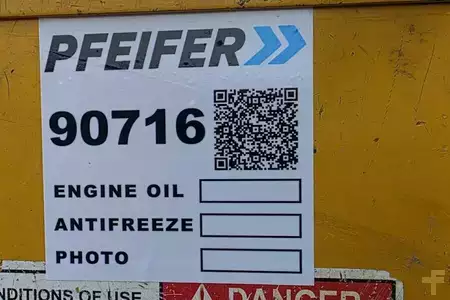 PFEIFER
90716
ENGINE OIL
ANTIFREEZE
PHOTO
NDITIONS OF USE
DANGER